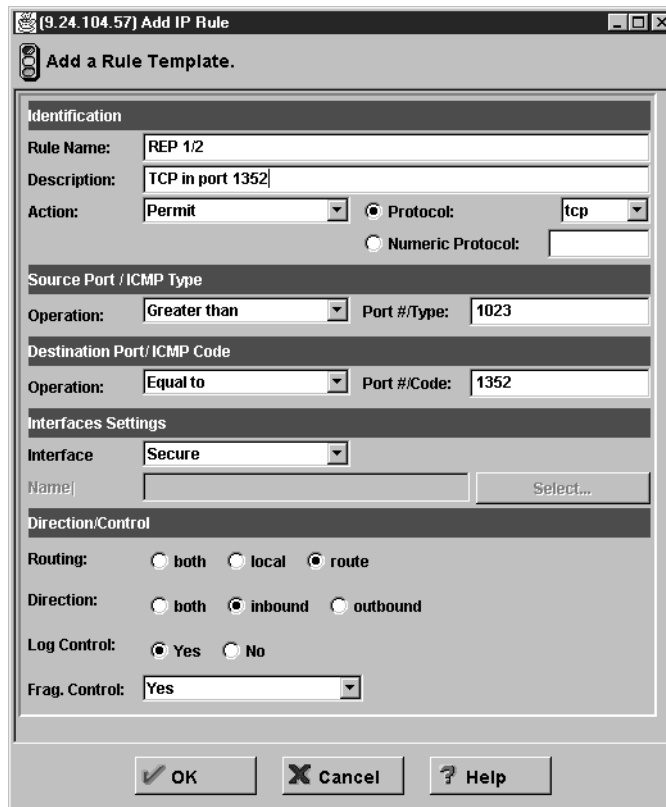 (9.24.104.57) Add IP Rule
Add a Rule Template.
Identification
Rule Name: REP 1/2
Description: TCP in port 1352
Action: Permit Protocol: tcp
Numeric Protocol:
Source Port / ICMP Type
Operation: Greater than Port #/Type: 1023
Destination Port/ ICMP Code
Operation: Equal to Port #/Code: 1352
Interfaces Settings
Interface Secure
Name Select...
Direction/Control
Routing: both local route
Direction: both inbound outbound
Log Control: Yes No
Frag. Control: Yes
OK Cancel Help